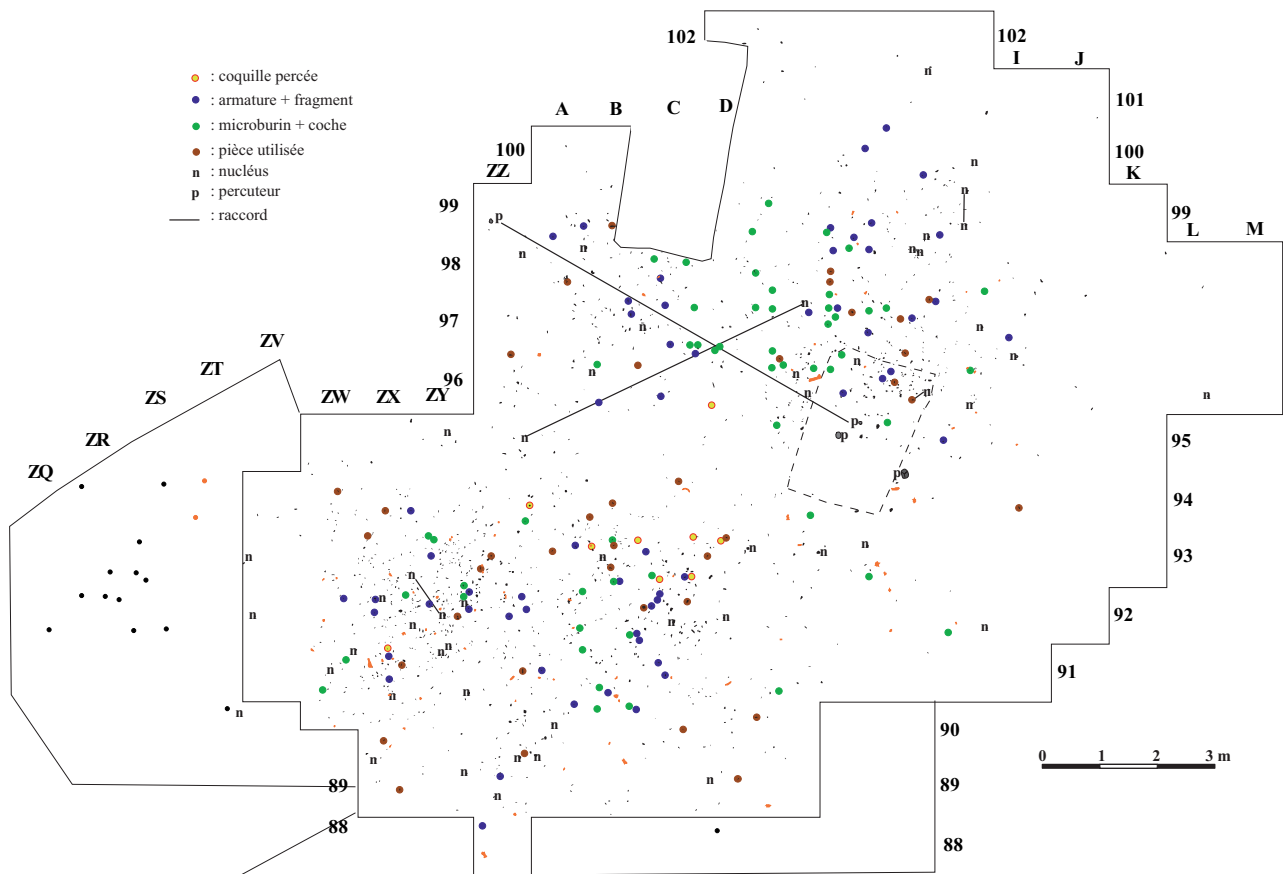 102
102
I
J
: coquille percée
: armature + fragment
: microburin + coche
: pièce utilisée
n : nucléus
p : percuteur
: raccord
A
B
C
D
n
101
100
100
ZZ
K
n
n
99
p
n
99
L
M
n
n
n
n
n
98
97
n
n
n
n
ZV
ZT
96
n
n
n
n
n
ZS
ZW
ZX
ZY
n
n
n
ZR
n
n
p
p
95
ZQ
p
94
n
n
n
n
n
93
n
n
n
n
n
n
n
n
n
92
n
n
n
n
n
91
n
n
n
n
90
n
n
n
n
n
89
n
89
88
88
0
1
2
3 m